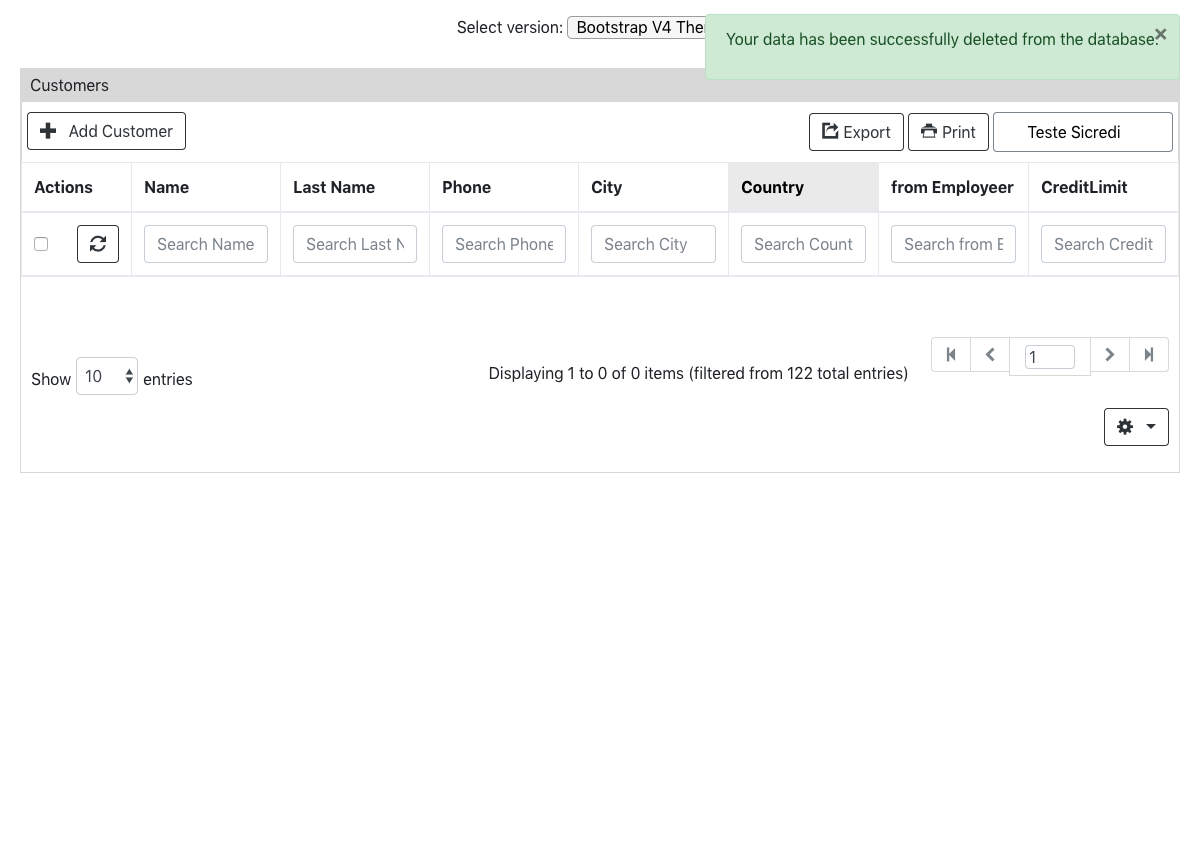 Select version: Bootstrap V4 The
Your data has been successfully deleted from the database.
×
Customers
Add Customer
Export
Print
Teste Sicredi
Actions Name Last Name Phone City Country from Employeer CreditLimit
Search Name Search Last N Search Phone Search City Search Count Search from E Search Credit
Show 10 entries
Displaying 1 to 0 of 0 items (filtered from 122 total entries)
1